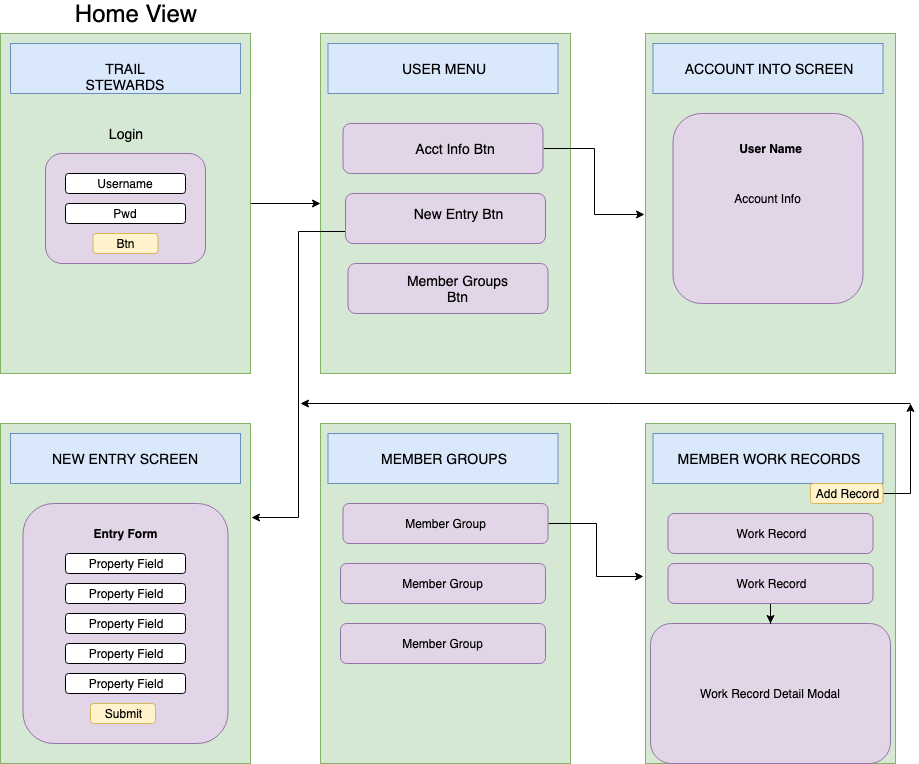 Home View
TRAIL
STEWARDS
Login
Username
Pwd
Btn
USER MENU
Acct Info Btn
New Entry Btn
Member Groups
Btn
ACCOUNT INTO SCREEN
User Name
Account Info
NEW ENTRY SCREEN
Entry Form
Property Field
Property Field
Property Field
Property Field
Property Field
Submit
MEMBER GROUPS
Member Group
Member Group
Member Group
MEMBER WORK RECORDS
Add Record
Work Record
Work Record
Work Record Detail Modal